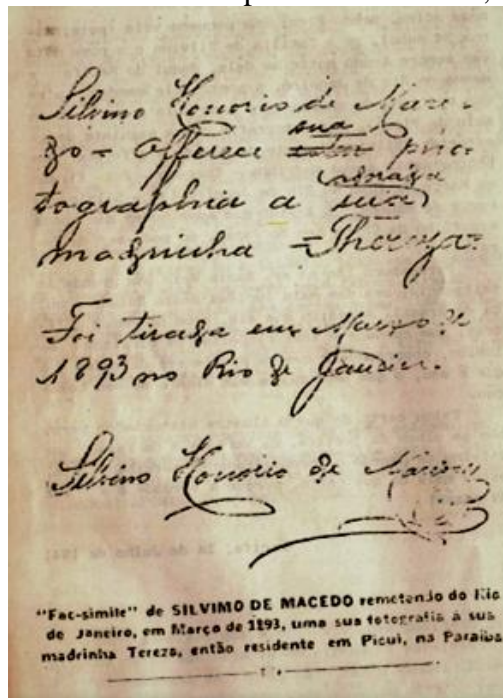 Silvino Honorio de Mace-
do = Offerece sua pho-
tographia a sua prezada
madrinha = Thereza =
Foi tirada em Março de
1893 no Rio de Janeiro.
Silvino Honorio de Macedo
"Fac-simile" de SILVIMO DE MACEDO remetendo do Rio
de Janeiro, em Março de 1893, uma sua fotografia à sua
madrinha Tereza, então residente em Picuí, na Paraíba